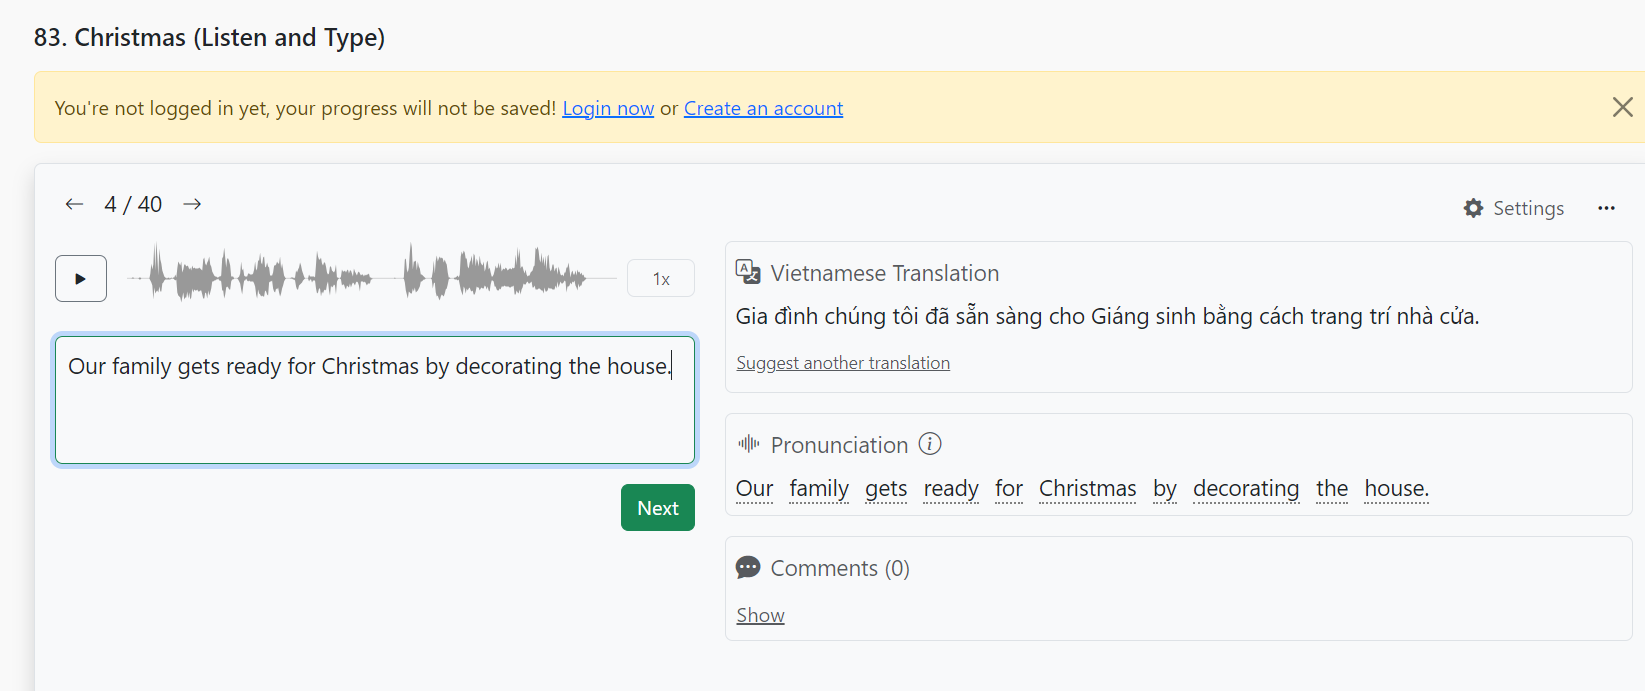 83. Christmas (Listen and Type)
You're not logged in yet, your progress will not be saved! Login now or Create an account
4 / 40
Settings
1x
Our family gets ready for Christmas by decorating the house.
Next
Vietnamese Translation
Gia đình chúng tôi đã sẵn sàng cho Giáng sinh bằng cách trang trí nhà cửa.
Suggest another translation
Pronunciation
Our family gets ready for Christmas by decorating the house.
Comments (0)
Show